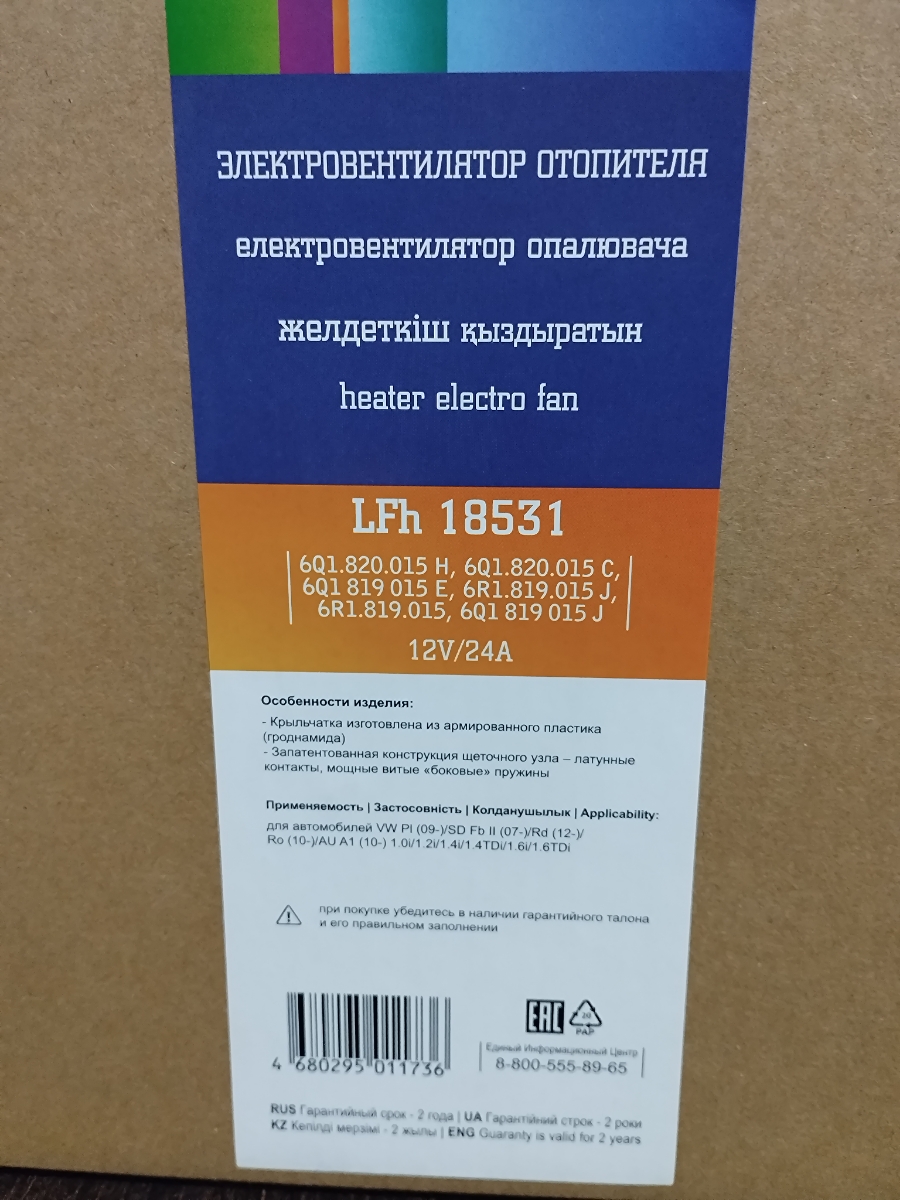 ЭЛЕКТРОВЕНТИЛЯТОР ОТОПИТЕЛЯ
електровентилятор опалювача
желдеткіш қыздыратын
heater electro fan
LFh 18531
6Q1.820.015 H, 6Q1.820.015 C,
6Q1 819 015 E, 6R1.819.015 J,
6R1.819.015, 6Q1 819 015 J
12V/24A
Особенности изделия:
- Крыльчатка изготовлена из армированного пластика
(гроднамида)
- Запатентованная конструкция щеточного узла – латунные
контакты, мощные витые «боковые» пружины
Применяемость | Застосовність | Колданушылык | Applicability:
для автомобилей VW PI (09-)/SD Fb II (07-)/Rd (12-)/
Ro (10-)/AU A1 (10-) 1.0i/1.2i/1.4i/1.4TDi/1.6i/1.6TDi
при покупке убедитесь в наличии гарантийного талона
и его правильном заполнении
EAC
20
PAP
Единый Информационный Центр
8-800-555-89-65
4 680295 011736
RUS Гарантийный срок - 2 года | UA Гарантійний строк - 2 роки
KZ Кепілді мерзімі - 2 жылы | ENG Guaranty is valid for 2 years